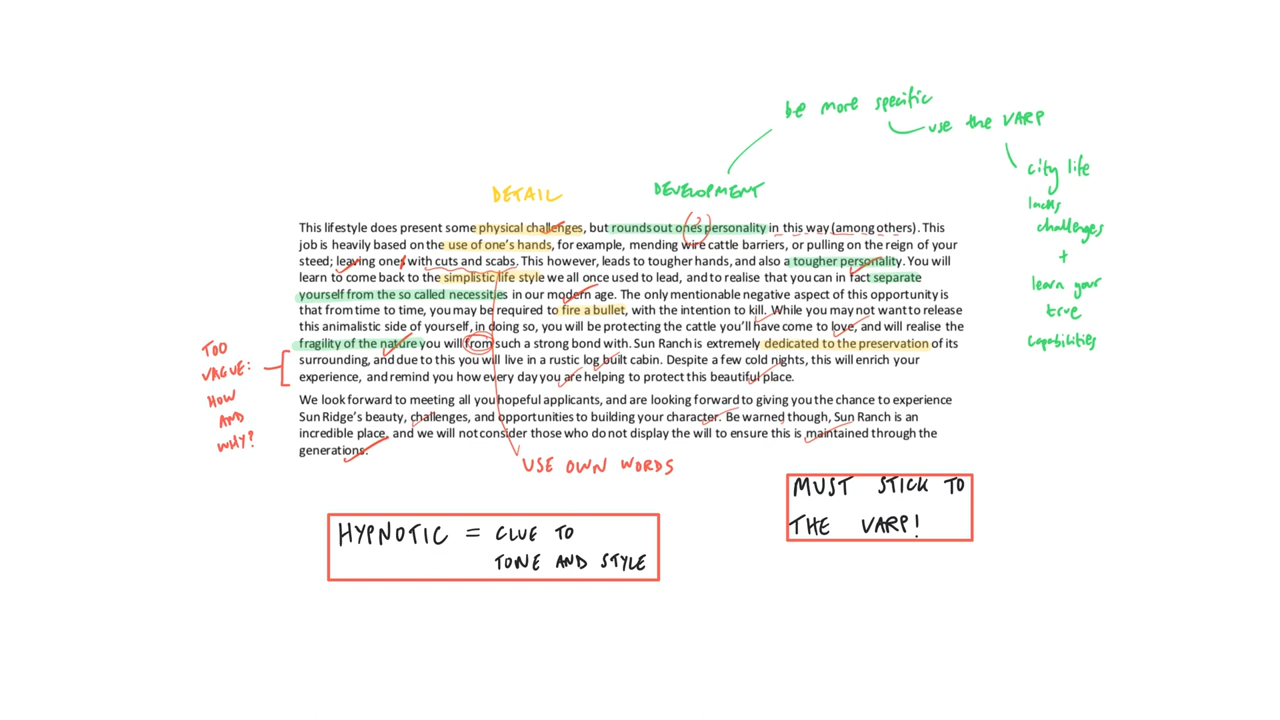 be more specific
use the VARP
city life
lacks
challenges
+
learn your
true
capabilities
DETAIL
DEVELOPMENT
?
This lifestyle does present some physical challenges, but rounds out ones personality in this way (among others). This
job is heavily based on the use of one's hands, for example, mending wire cattle barriers, or pulling on the reign of your
steed; leaving ones with cuts and scabs. This however, leads to tougher hands, and also a tougher personality. You will
learn to come back to the simplistic life style we all once used to lead, and to realise that you can in fact separate
yourself from the so called necessities in our modern age. The only mentionable negative aspect of this opportunity is
that from time to time, you may be required to fire a bullet, with the intention to kill. While you may not want to release
this animalistic side of yourself, in doing so, you will be protecting the cattle you'll have come to love, and will realise the
fragility of the nature you will from such a strong bond with. Sun Ranch is extremely dedicated to the preservation of its
surrounding, and due to this you will live in a rustic log built cabin. Despite a few cold nights, this will enrich your
experience, and remind you how every day you are helping to protect this beautiful place.
TOO
VAGUE:
HOW
AND
WHY?
We look forward to meeting all you hopeful applicants, and are looking forward to giving you the chance to experience
Sun Ridge's beauty, challenges, and opportunities to building your character. Be warned though, Sun Ranch is an
incredible place, and we will not consider those who do not display the will to ensure this is maintained through the
generations.
USE OWN WORDS
HYPNOTIC = CLUE TO
TONE AND STYLE
MUST STICK TO
THE VARP!